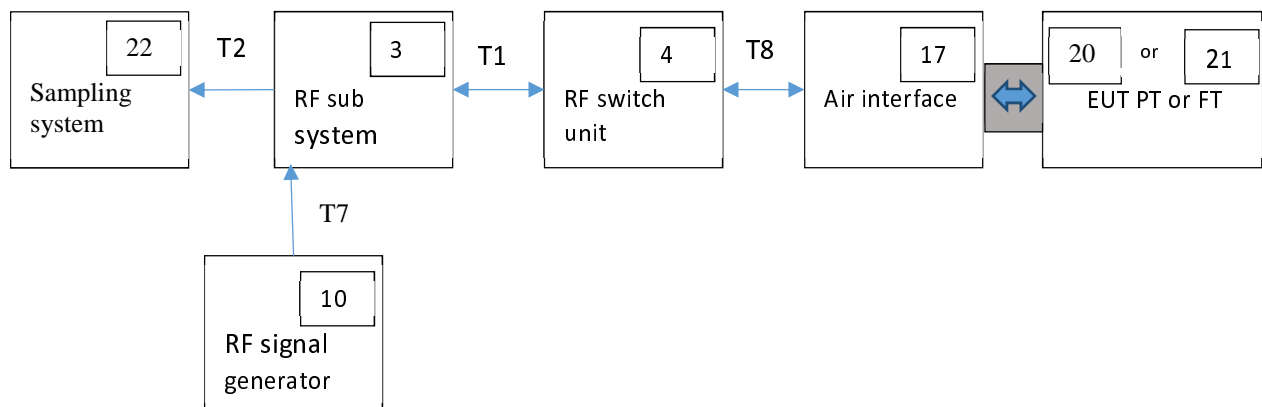 22
Sampling
system
T2
3
RF sub
system
T1
4
RF switch
unit
T8
17
Air interface
20 or 21
EUT PT or FT
T7
10
RF signal
generator